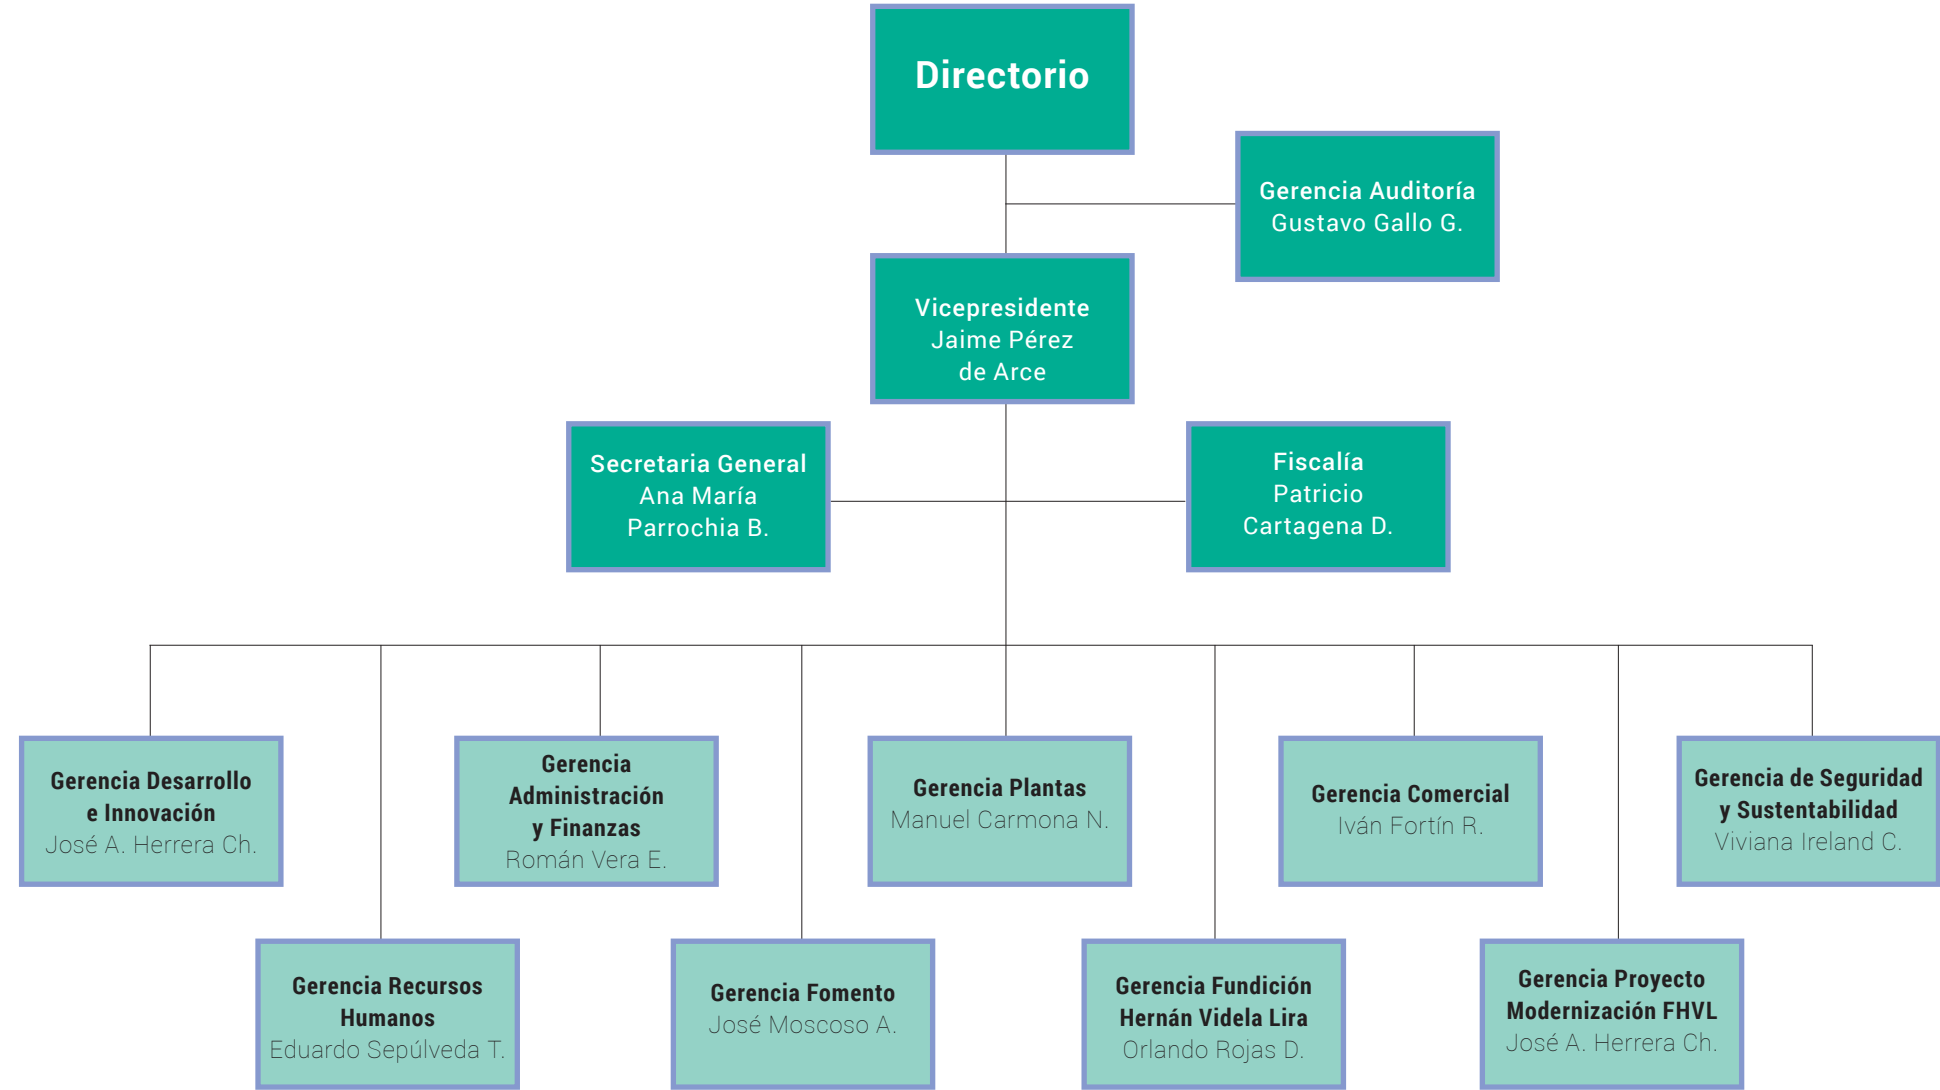 Directorio
Gerencia Auditoría
Gustavo Gallo G.
Vicepresidente
Jaime Pérez
de Arce
Secretaria General
Ana María
Parrochia B.
Fiscalía
Patricio
Cartagena D.
Gerencia Desarrollo
e Innovación
José A. Herrera Ch.
Gerencia
Administración
y Finanzas
Román Vera E.
Gerencia Plantas
Manuel Carmona N.
Gerencia Comercial
Iván Fortín R.
Gerencia de Seguridad
y Sustentabilidad
Viviana Ireland C.
Gerencia Recursos
Humanos
Eduardo Sepúlveda T.
Gerencia Fomento
José Moscoso A.
Gerencia Fundición
Hernán Videla Lira
Orlando Rojas D.
Gerencia Proyecto
Modernización FHVL
José A. Herrera Ch.